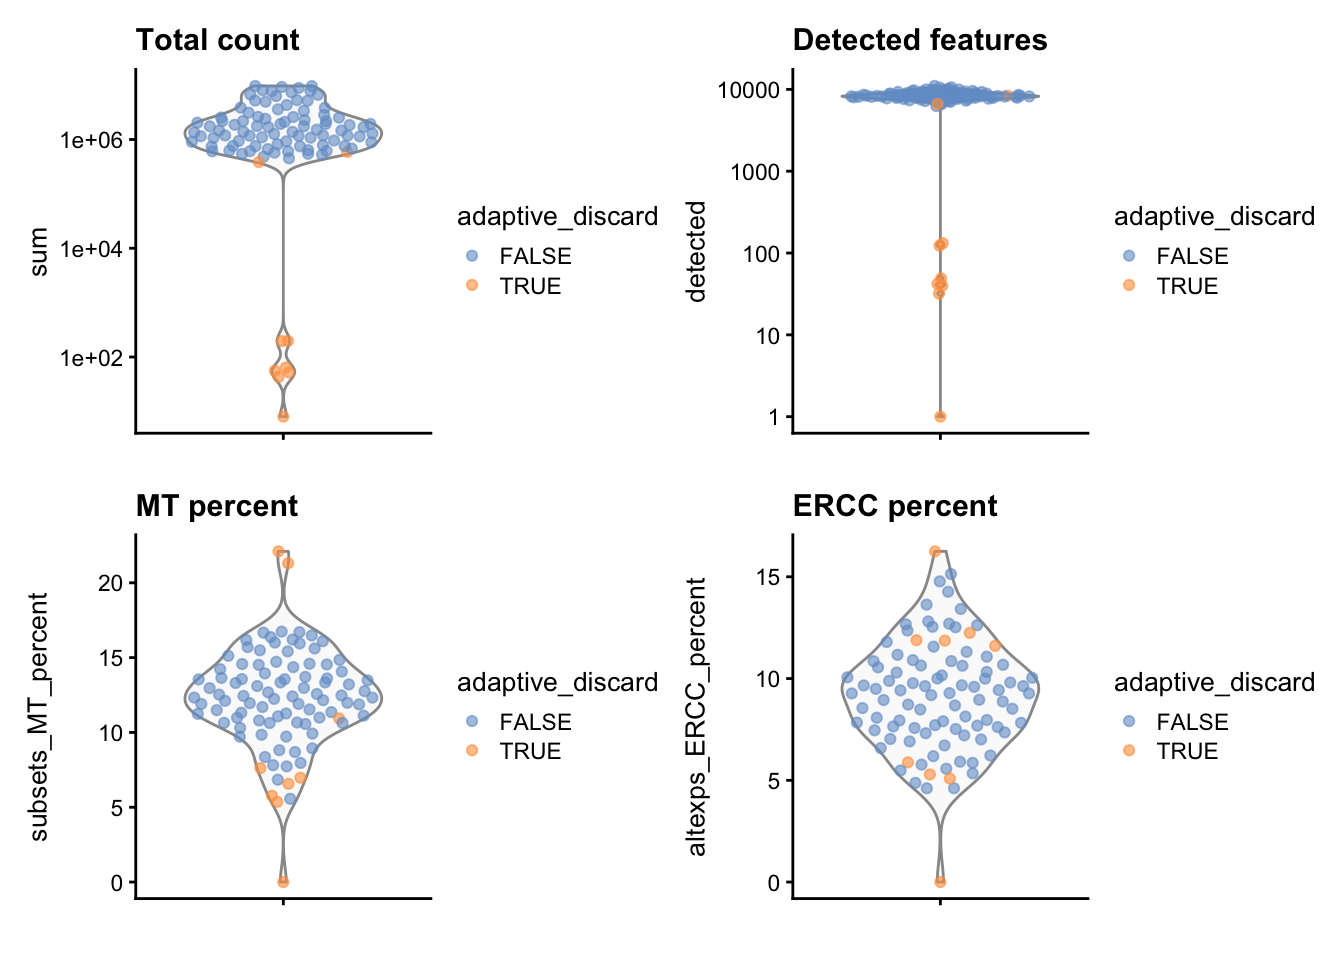 Total count
sum
1e+06
1e+04
1e+02
adaptive_discard
FALSE
TRUE
Detected features
detected
10000
1000
100
10
1
adaptive_discard
FALSE
TRUE
MT percent
subsets_MT_percent
20
15
10
5
0
adaptive_discard
FALSE
TRUE
ERCC percent
altexps_ERCC_percent
15
10
5
0
adaptive_discard
FALSE
TRUE